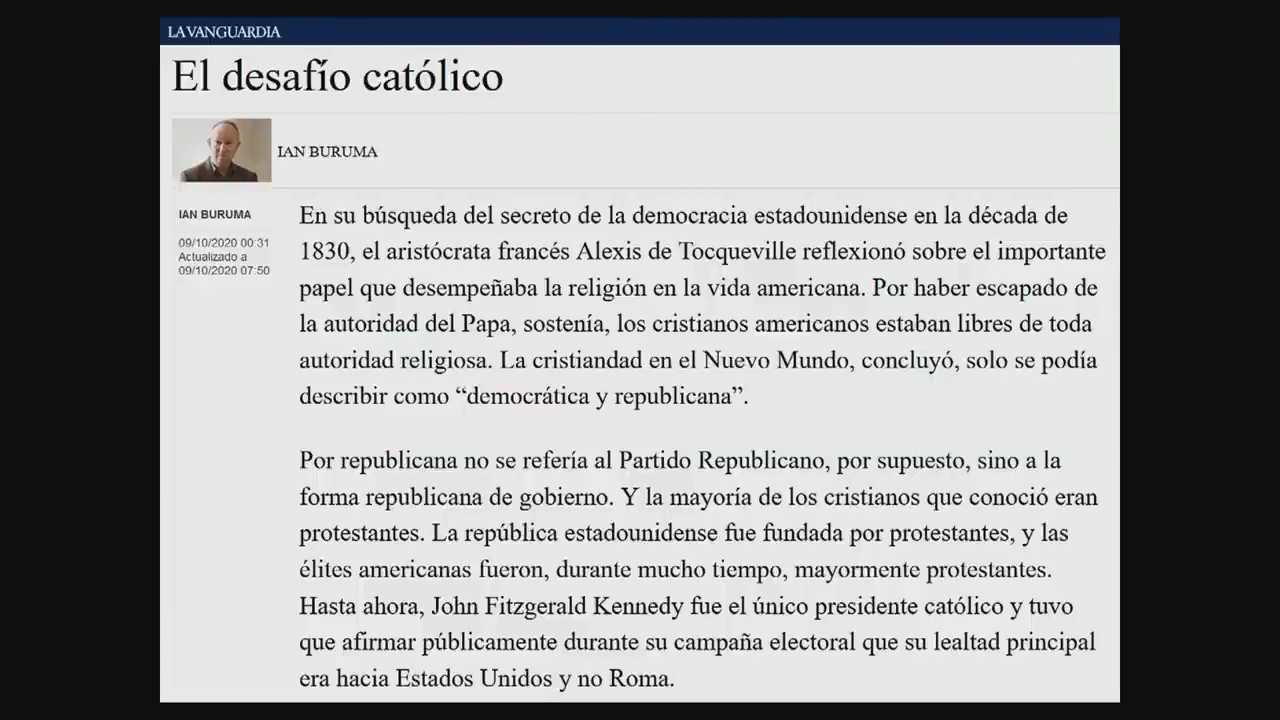 LA VANGUARDIA
El desafío católico
IAN BURUMA
IAN BURUMA
09/10/2020 00:31
Actualizado a
09/10/2020 07:50
En su búsqueda del secreto de la democracia estadounidense en la década de
1830, el aristócrata francés Alexis de Tocqueville reflexionó sobre el importante
papel que desempeñaba la religión en la vida americana. Por haber escapado de
la autoridad del Papa, sostenía, los cristianos americanos estaban libres de toda
autoridad religiosa. La cristiandad en el Nuevo Mundo, concluyó, solo se podía
describir como “democrática y republicana”.
Por republicana no se refería al Partido Republicano, por supuesto, sino a la
forma republicana de gobierno. Y la mayoría de los cristianos que conoció eran
protestantes. La república estadounidense fue fundada por protestantes, y las
élites americanas fueron, durante mucho tiempo, mayormente protestantes.
Hasta ahora, John Fitzgerald Kennedy fue el único presidente católico y tuvo
que afirmar públicamente durante su campaña electoral que su lealtad principal
era hacia Estados Unidos y no Roma.